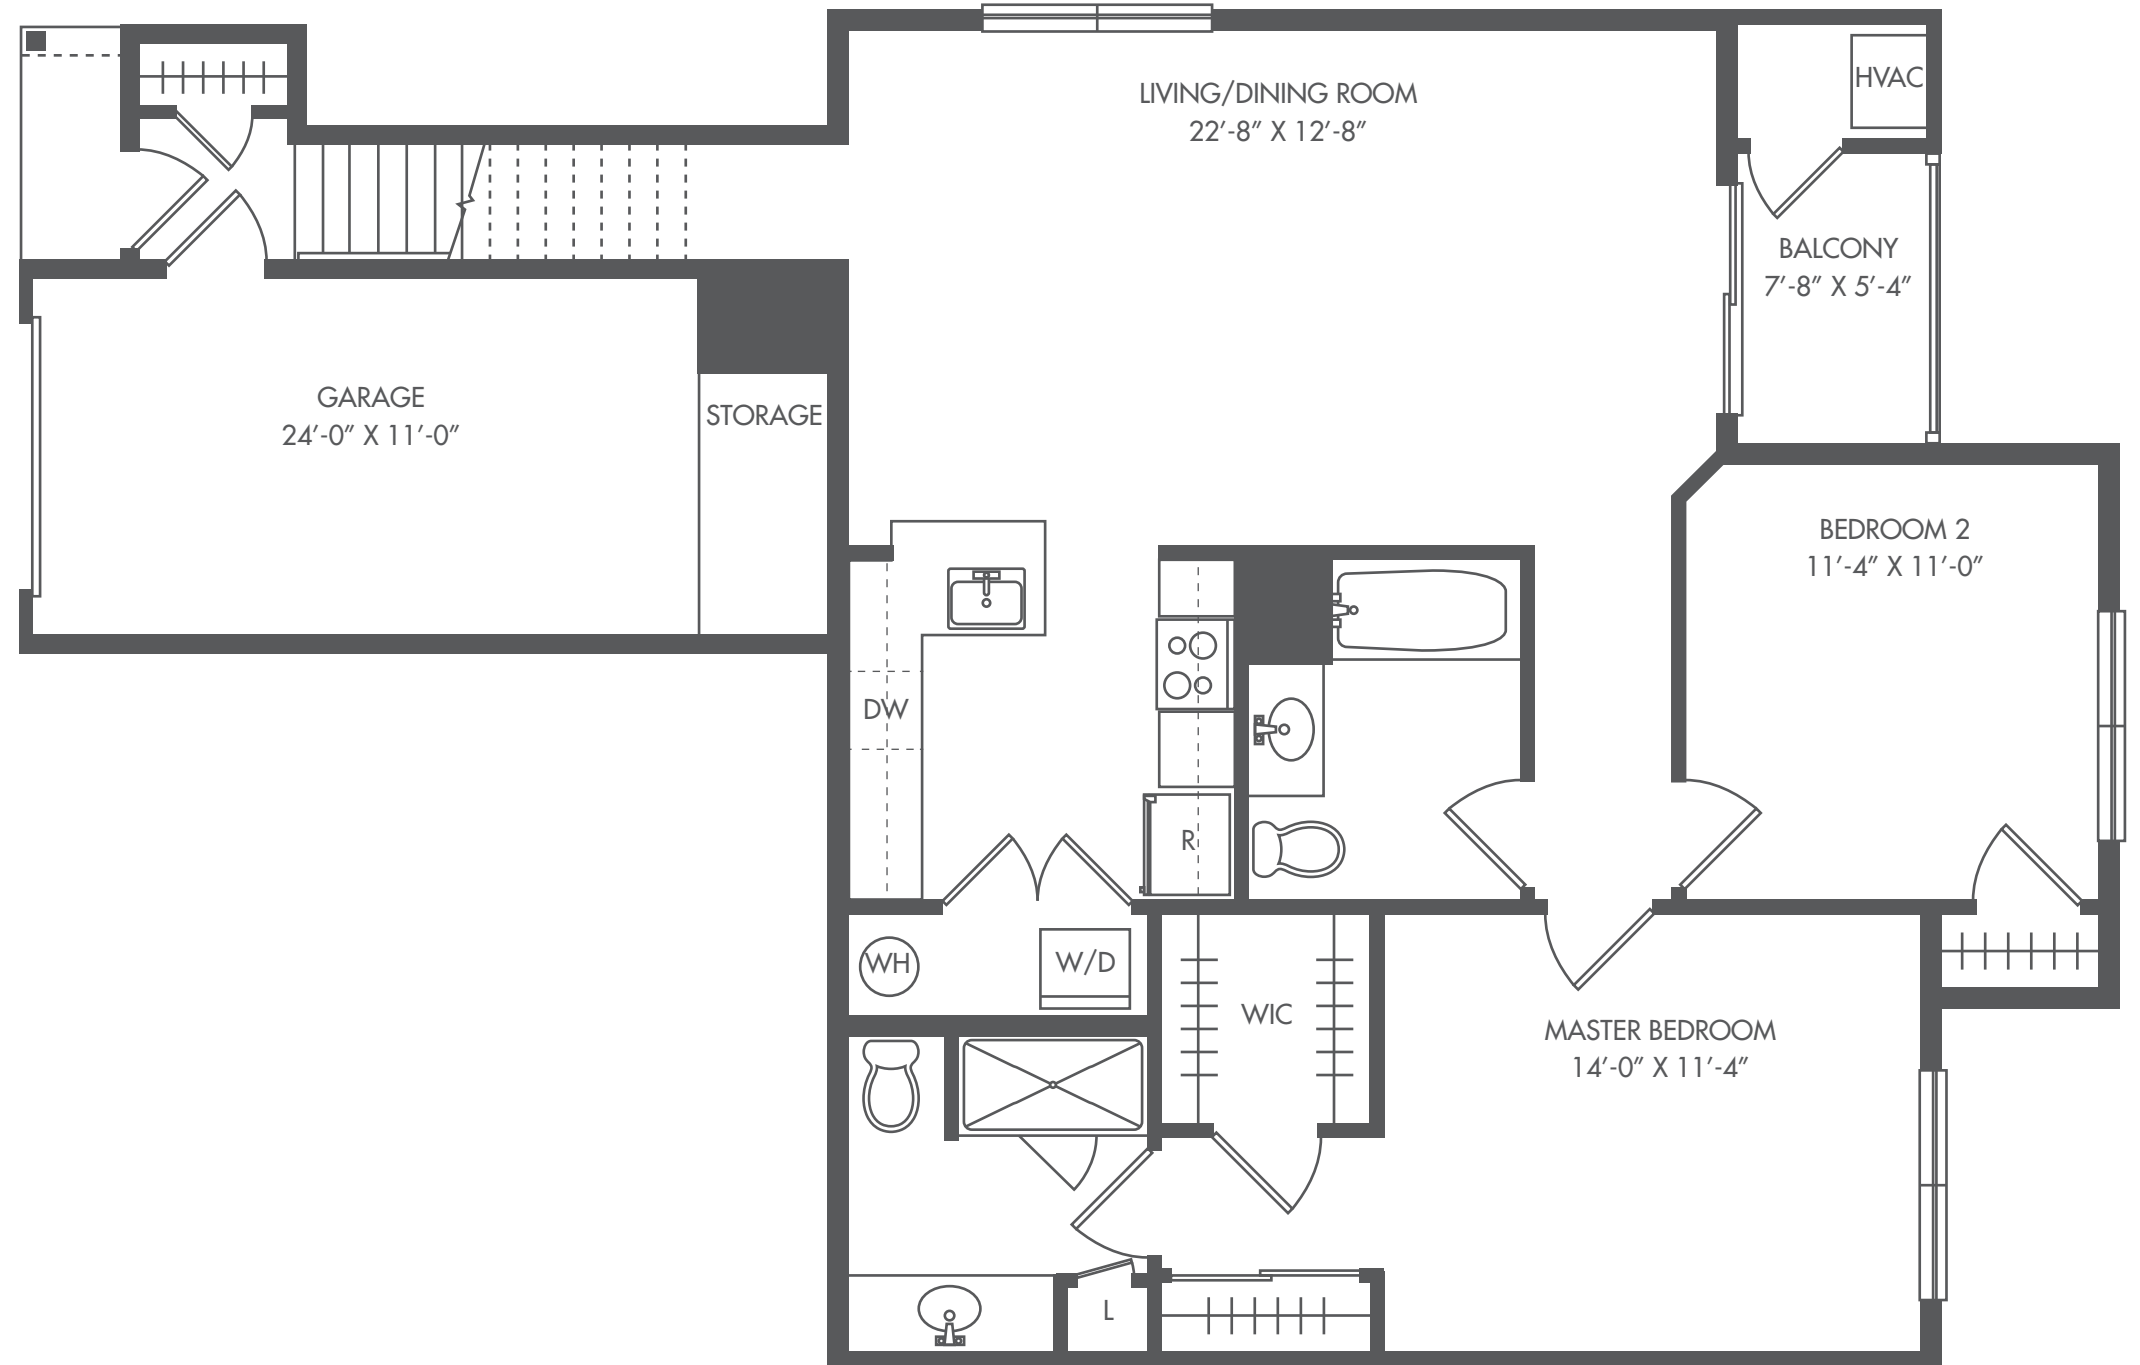 LIVING/DINING ROOM
22'-8" X 12'-8"
HVAC
BALCONY
7'-8" X 5'-4"
GARAGE
24'-0" X 11'-0"
STORAGE
BEDROOM 2
11'-4" X 11'-0"
DW
R
WH
W/D
WIC
MASTER BEDROOM
14'-0" X 11'-4"
L